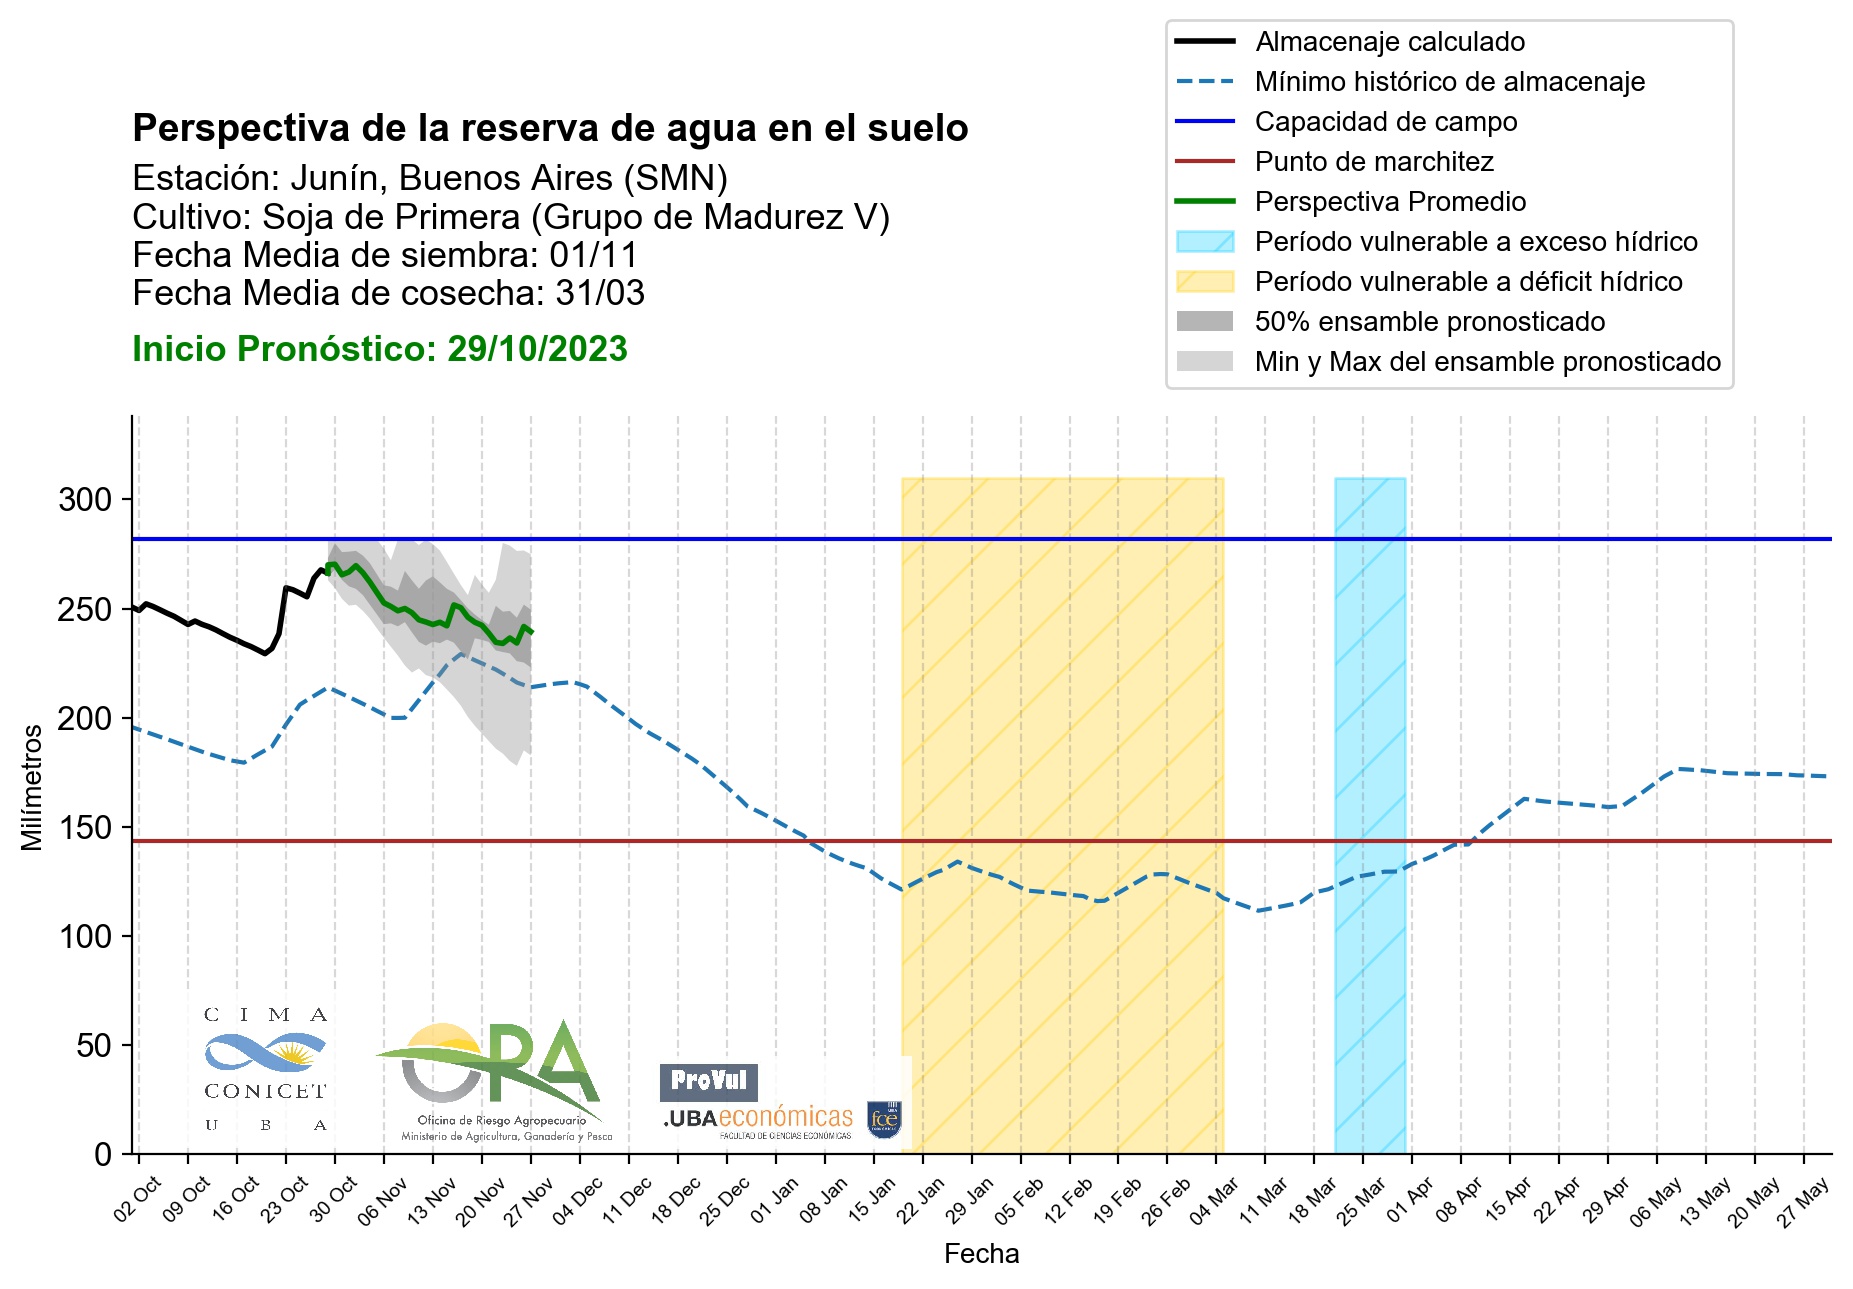 Almacenaje calculado
Mínimo histórico de almacenaje
Capacidad de campo
Punto de marchitez
Perspectiva Promedio
Período vulnerable a exceso hídrico
Período vulnerable a déficit hídrico
50% ensamble pronosticado
Min y Max del ensamble pronosticado
Perspectiva de la reserva de agua en el suelo
Estación: Junín, Buenos Aires (SMN)
Cultivo: Soja de Primera (Grupo de Madurez V)
Fecha Media de siembra: 01/11
Fecha Media de cosecha: 31/03
Inicio Pronóstico: 29/10/2023
Milímetros
300
250
200
150
100
50
0
CIMA
CONICET
UBA
ORA
Oficina de Riesgo Agropecuario
Ministerio de Agricultura, Ganadería y Pesca
ProVul
.UBAeconómicas
FACULTAD DE CIENCIAS ECONÓMICAS
UBA
fce
02 Oct
09 Oct
16 Oct
23 Oct
30 Oct
06 Nov
13 Nov
20 Nov
27 Nov
04 Dec
11 Dec
18 Dec
25 Dec
01 Jan
08 Jan
15 Jan
22 Jan
29 Jan
05 Feb
12 Feb
19 Feb
26 Feb
04 Mar
11 Mar
18 Mar
25 Mar
01 Apr
08 Apr
15 Apr
22 Apr
29 Apr
06 May
13 May
20 May
27 May
Fecha